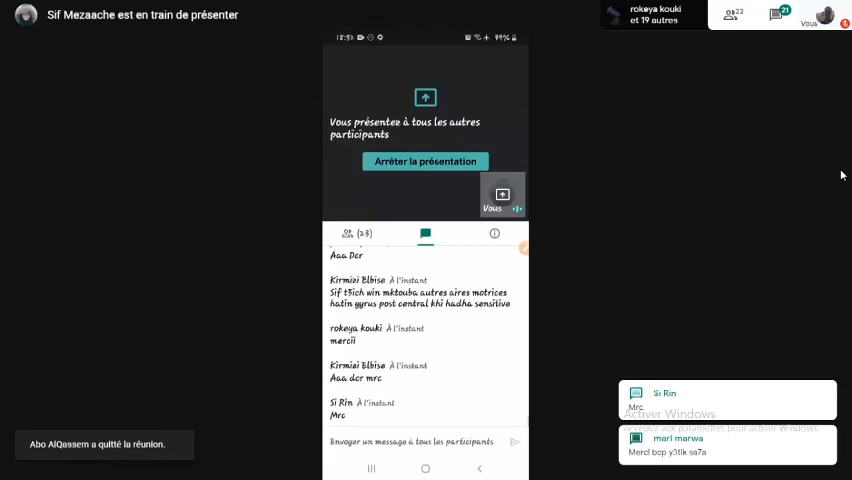 Sif Mezaache est en train de présenter
rokeya kouki
et 19 autres
22
21
Vous
99%
Vous présentez à tous les autres
participants
Arrêter la présentation
Vous
(23)
Aaa Dcr
Kirmizi Elbise À l'instant
Sif t3ich win mktouba autres aires motrices
hatin gyrus post central khi hadha sensitive
rokeya kouki À l'instant
mercii
Kirmizi Elbise À l'instant
Aaa dcr mrc
Si Rin À l'instant
Mrc
Envoyer un message à tous les participants
Abo AlQassem a quitté la réunion.
Si Rin
Mrc
Activer Windows
Accédez aux paramètres pour activer Windows.
mari marwa
Merci bcp y3tik sa7a